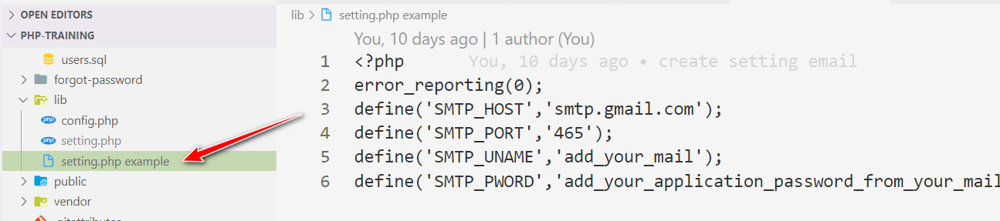 OPEN EDITORS
PHP-TRAINING
users.sql
forgot-password
lib
config.php
setting.php
setting.php example
public
vendor
.gitattributes
lib > setting.php example
You, 10 days ago | 1 author (You)
1 <?php You, 10 days ago • create setting email
2 error_reporting(0);
3 define('SMTP_HOST','smtp.gmail.com');
4 define('SMTP_PORT','465');
5 define('SMTP_UNAME','add_your_mail');
6 define('SMTP_PWORD','add_your_application_password_from_your_mail